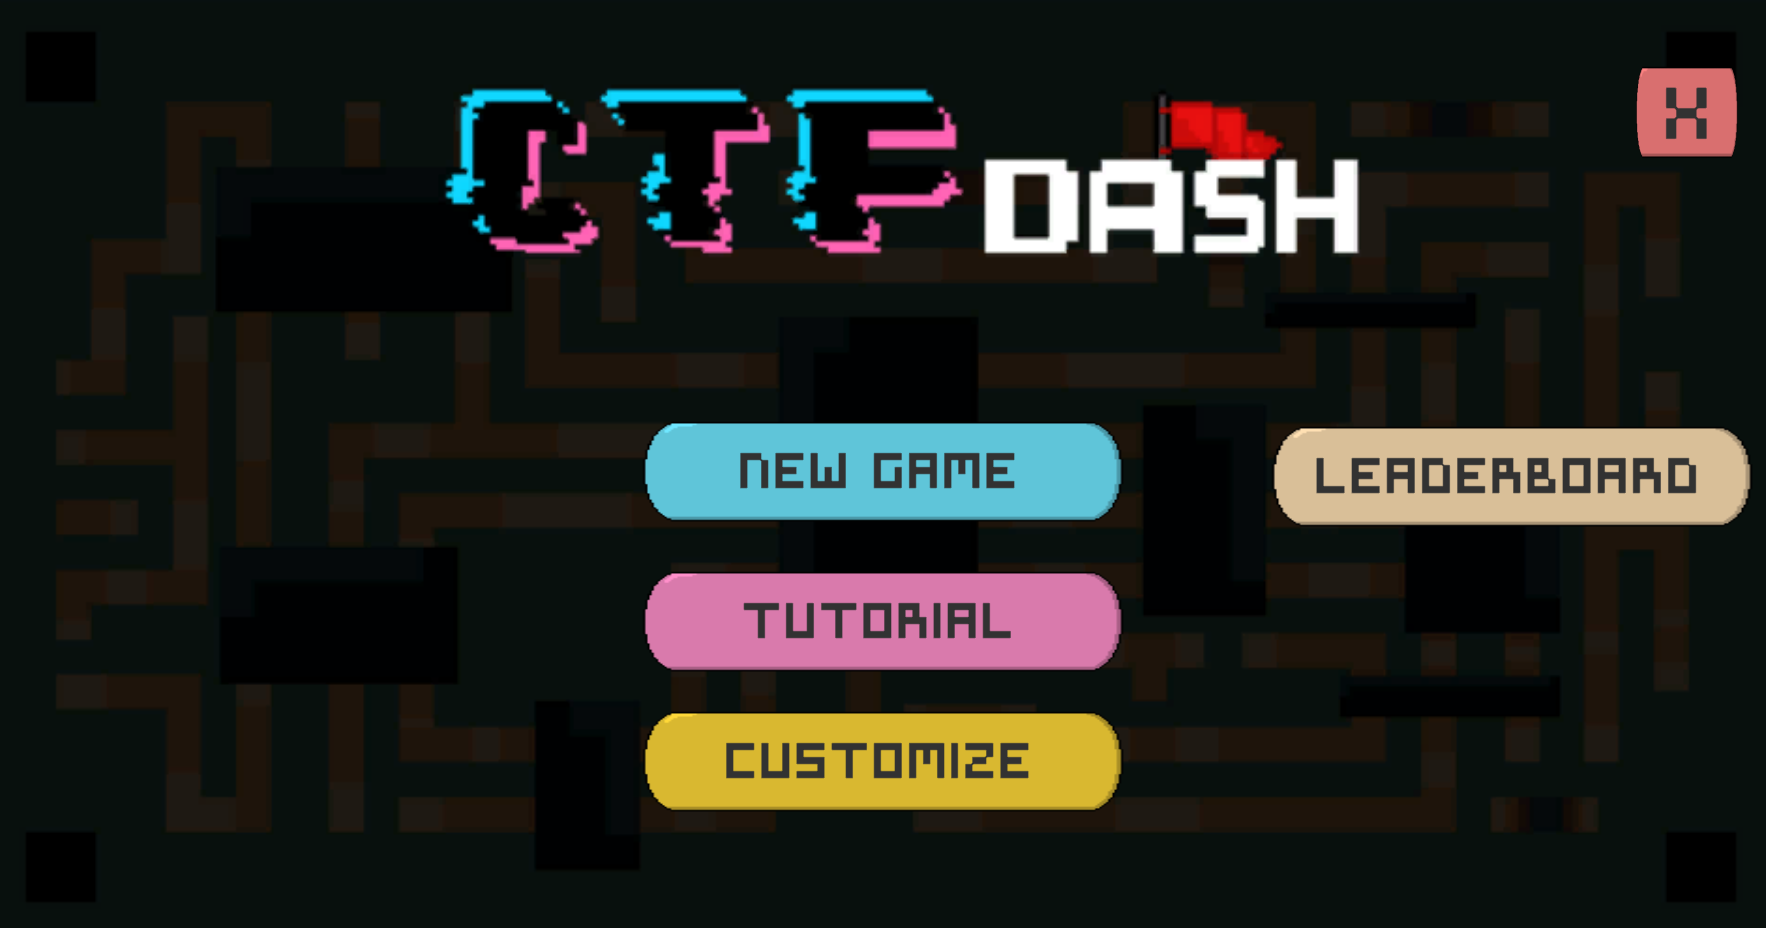 CTF DASH
X
NEW GAME
LEADERBOARD
TUTORIAL
CUSTOMIZE